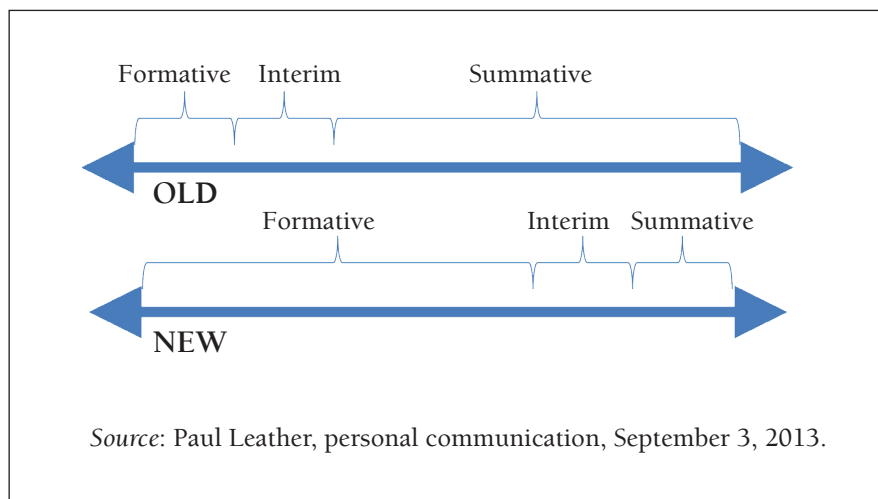 Formative Interim Summative
OLD
Formative Interim Summative
NEW
Source: Paul Leather, personal communication, September 3, 2013.